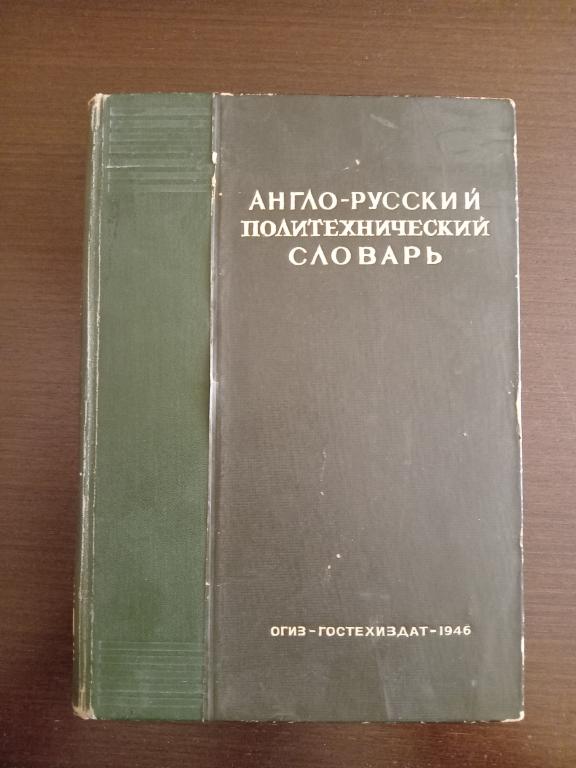 АНГЛО-РУССКИЙ
ПОЛИТЕХНИЧЕСКИЙ
СЛОВАРЬ
ОГИЗ-ГОСТЕХИЗДАТ-1946